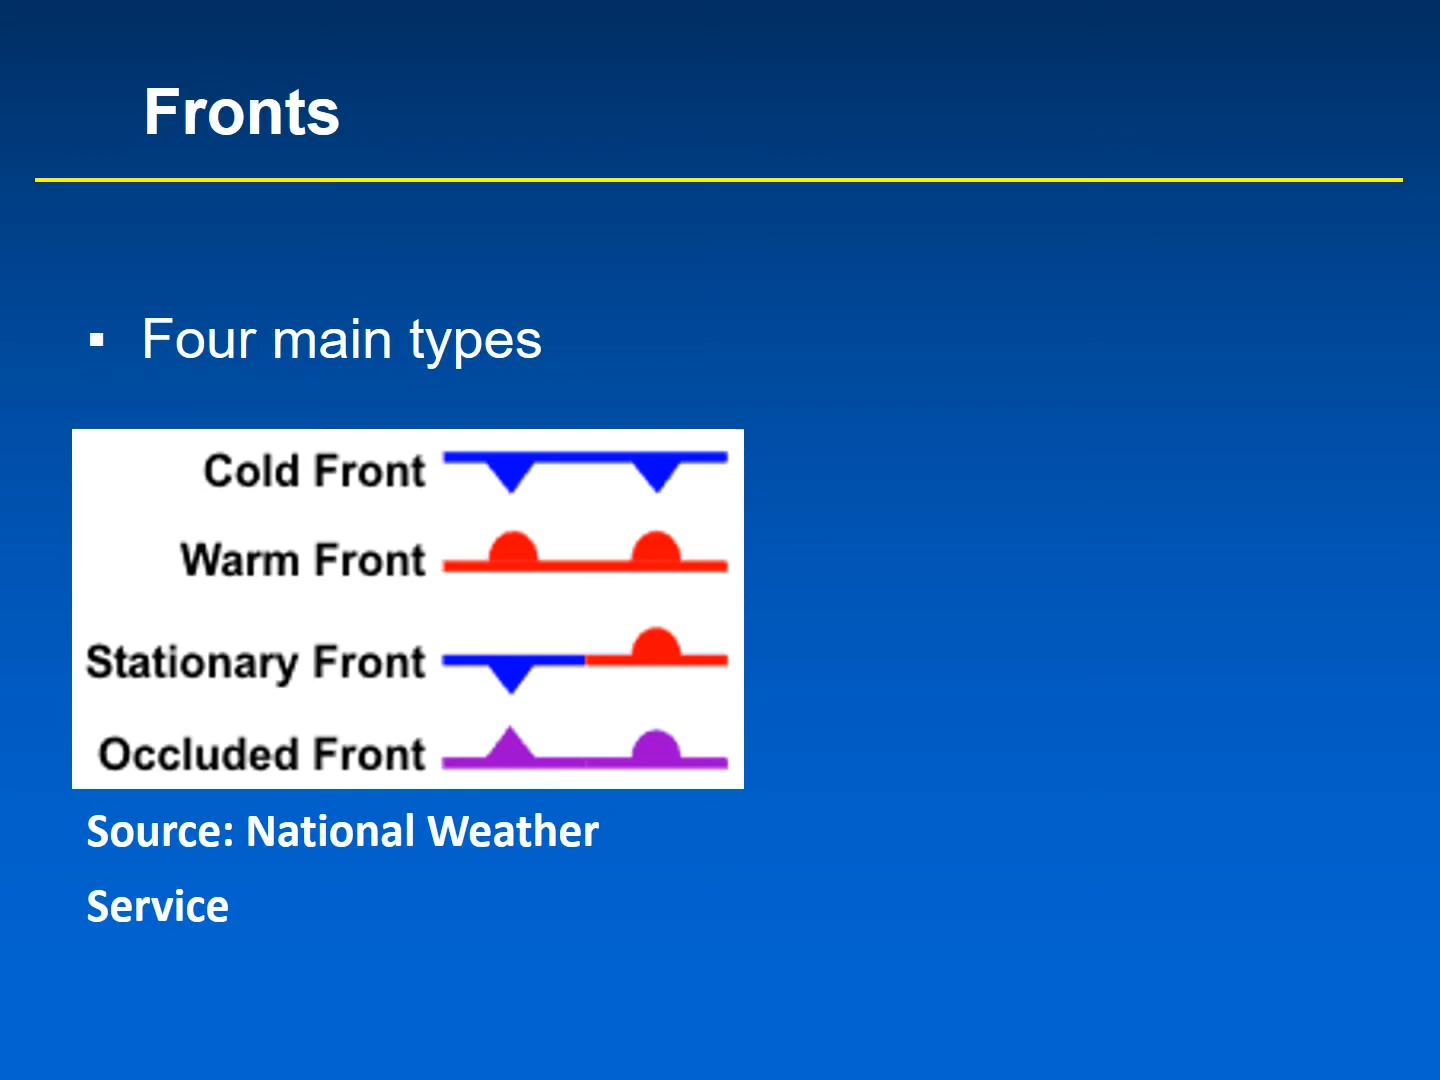 Fronts
▪ Four main types
Cold Front
Warm Front
Stationary Front
Occluded Front
Source: National Weather
Service